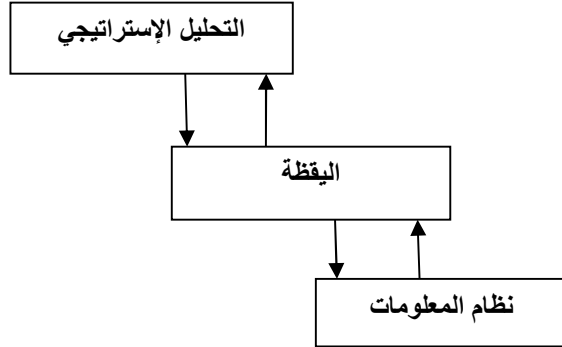 التحليل الإستراتيجي
اليقظة
نظام المعلومات